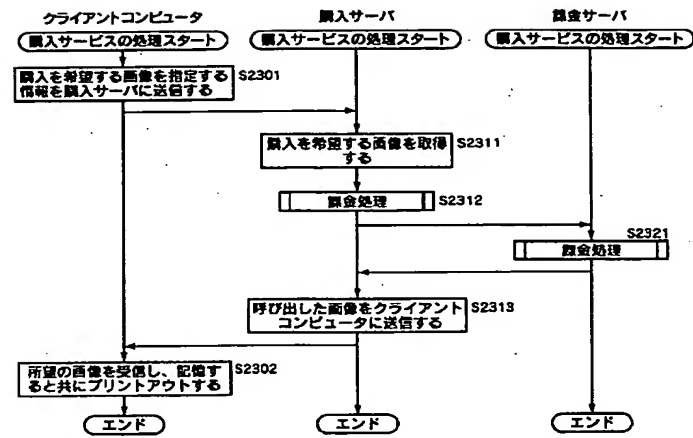 クライアントコンピュータ
購入サーバ
課金サーバ
購入サービスの処理スタート
購入サービスの処理スタート
購入サービスの処理スタート
購入を希望する画像を指定する
情報を購入サーバに送信する
S2301
購入を希望する画像を取得
する
S2311
課金処理
S2312
S2321
課金処理
呼び出した画像をクライアント
コンピュータに送信する
S2313
所望の画像を受信し、記憶す
ると共にプリントアウトする
S2302
エンド
エンド
エンド